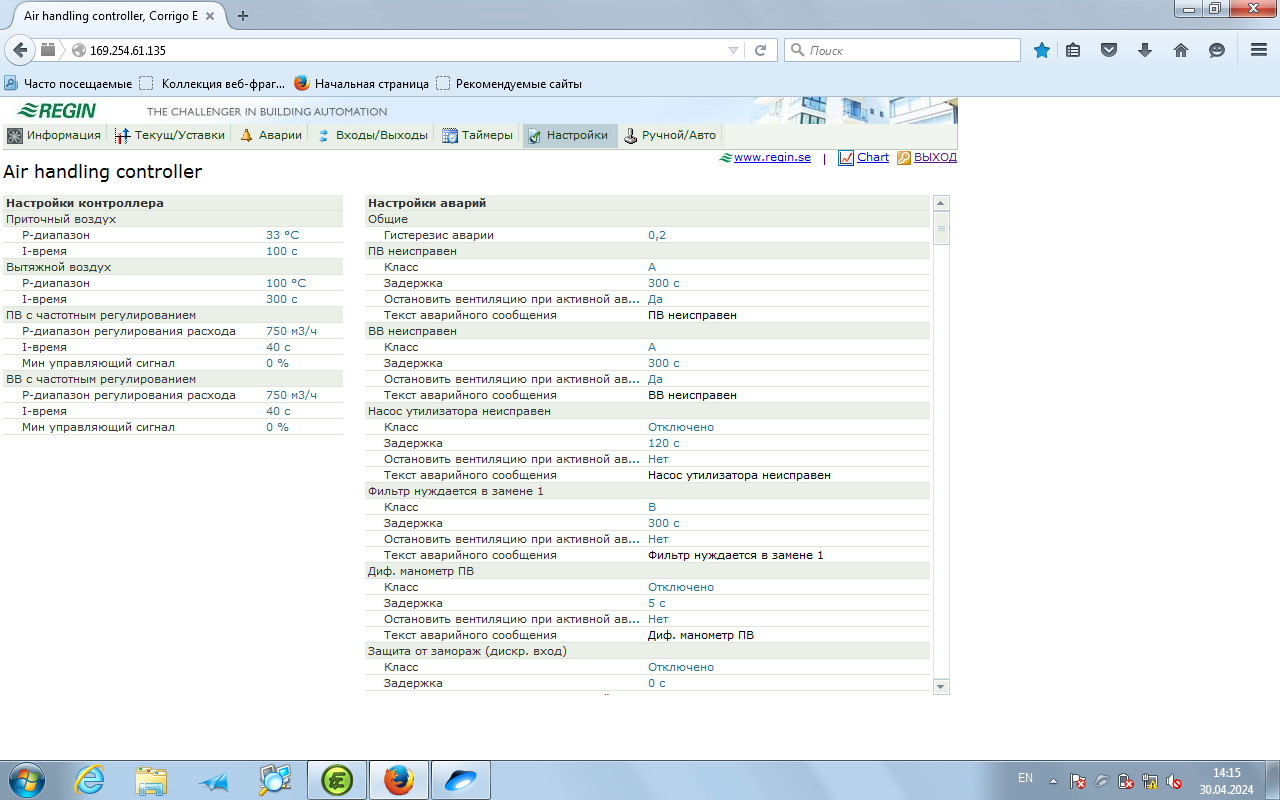 Air handling controller, Corrigo E
169.254.61.135
Поиск
Часто посещаемые
Коллекция веб-фраг...
Начальная страница
Рекомендуемые сайты
REGIN
THE CHALLENGER IN BUILDING AUTOMATION
Информация
Текущ/Уставки
Аварии
Входы/Выходы
Таймеры
Настройки
Ручной/Авто
www.regin.se | Chart ВЫХОД
Air handling controller
Настройки контроллера
Приточный воздух
P-диапазон 33 °C
I-время 100 с
Вытяжной воздух
P-диапазон 100 °C
I-время 300 с
ПВ с частотным регулированием
P-диапазон регулирования расхода 750 м3/ч
I-время 40 с
Мин управляющий сигнал 0 %
ВВ с частотным регулированием
P-диапазон регулирования расхода 750 м3/ч
I-время 40 с
Мин управляющий сигнал 0 %
Настройки аварий
Общие
Гистерезис аварии 0,2
ПВ неисправен
Класс A
Задержка 300 с
Остановить вентиляцию при активной ав... Да
Текст аварийного сообщения ПВ неисправен
ВВ неисправен
Класс A
Задержка 300 с
Остановить вентиляцию при активной ав... Да
Текст аварийного сообщения ВВ неисправен
Насос утилизатора неисправен
Класс Отключено
Задержка 120 с
Остановить вентиляцию при активной ав... Нет
Текст аварийного сообщения Насос утилизатора неисправен
Фильтр нуждается в замене 1
Класс B
Задержка 300 с
Остановить вентиляцию при активной ав... Нет
Текст аварийного сообщения Фильтр нуждается в замене 1
Диф. манометр ПВ
Класс Отключено
Задержка 5 с
Остановить вентиляцию при активной ав... Нет
Текст аварийного сообщения Диф. манометр ПВ
Защита от замораж (дискр. вход)
Класс Отключено
Задержка 0 с
EN
14:15
30.04.2024